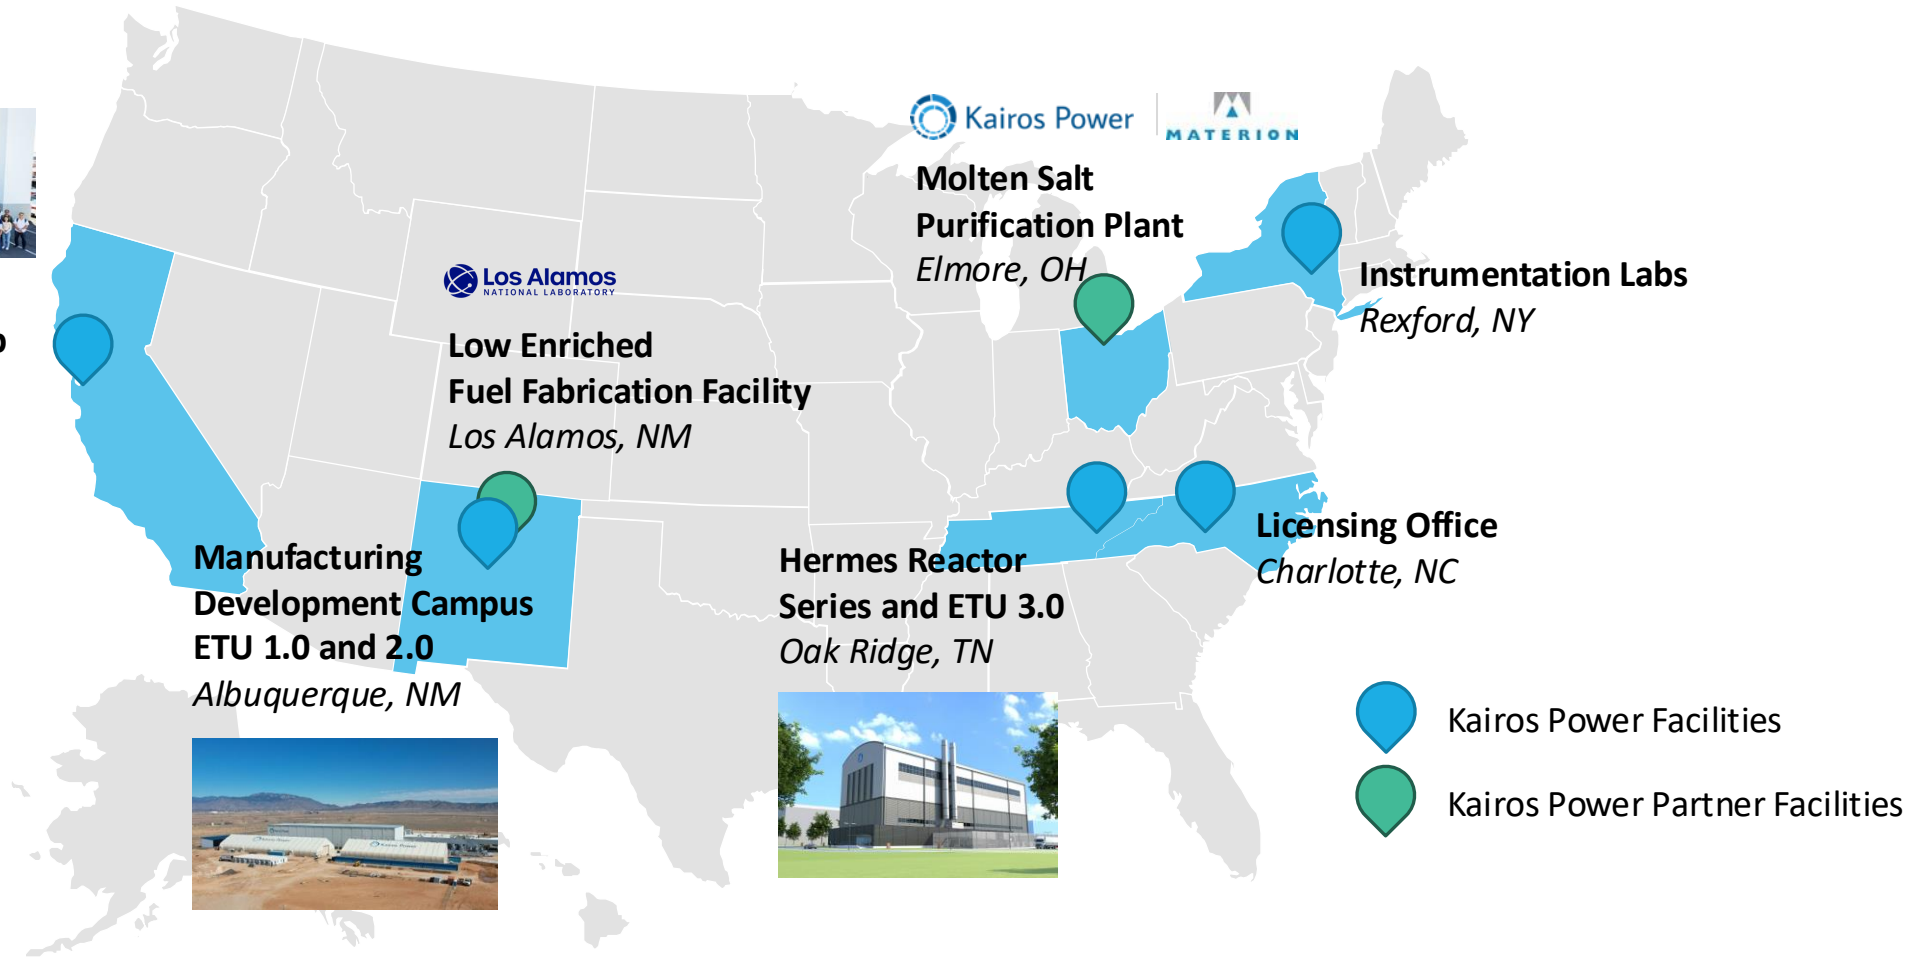 Kairos Power
MATERION
Molten Salt
Purification Plant
Elmore, OH
Los Alamos
NATIONAL LABORATORY
Low Enriched
Fuel Fabrication Facility
Los Alamos, NM
Instrumentation Labs
Rexford, NY
Manufacturing
Development Campus
ETU 1.0 and 2.0
Albuquerque, NM
Kairos Power
Hermes Reactor
Series and ETU 3.0
Oak Ridge, TN
Licensing Office
Charlotte, NC
Kairos Power Facilities
Kairos Power Partner Facilities